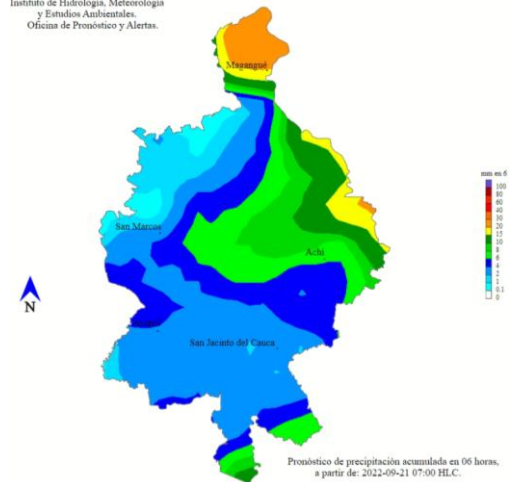 Instituto de Hidrología, Meteorología
y Estudios Ambientales.
Oficina de Pronóstico y Alertas.
Magangué
San Marcos
Achí
San Jacinto del Cauca
N
mm en 6
100
80
60
40
30
20
15
10
8
6
4
2
1
0.1
0
Pronóstico de precipitación acumulada en 06 horas,
a partir de: 2022-09-21 07:00 HLC.